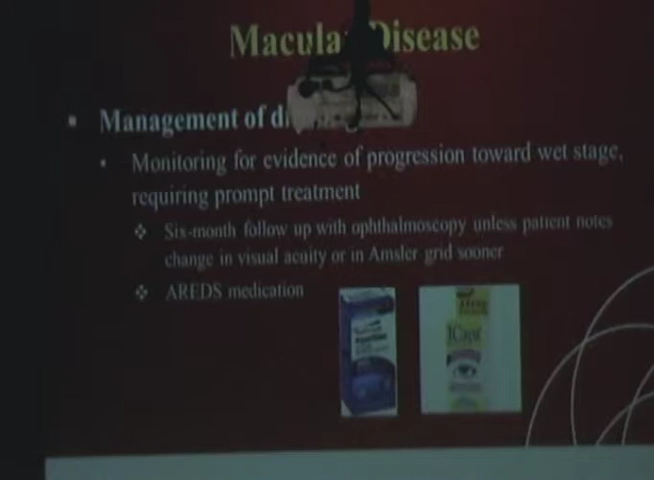 Macula Disease
▪ Management of d
• Monitoring for evidence of progression toward wet stage,
requiring prompt treatment
❖ Six-month follow up with ophthalmoscopy unless patient notes
change in visual acuity or in Amsler grid sooner
❖ AREDS medication
ICaps